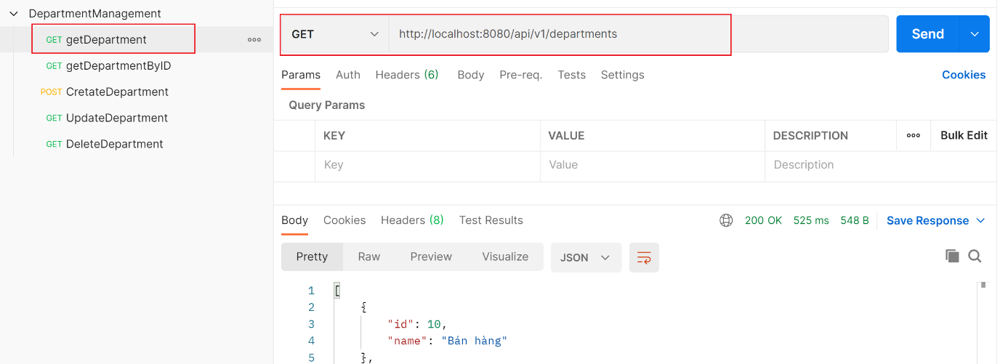 DepartmentManagement
GET getDepartment
GET getDepartmentByID
POST CretateDepartment
GET UpdateDepartment
GET DeleteDepartment
GET http://localhost:8080/api/v1/departments Send
Params Auth Headers (6) Body Pre-req. Tests Settings Cookies
Query Params
KEY VALUE DESCRIPTION Bulk Edit
Key Value Description
Body Cookies Headers (8) Test Results 200 OK 525 ms 548 B Save Response
Pretty Raw Preview Visualize JSON
1 [
2 {
3 "id": 10,
4 "name": "Bán hàng"
5 },